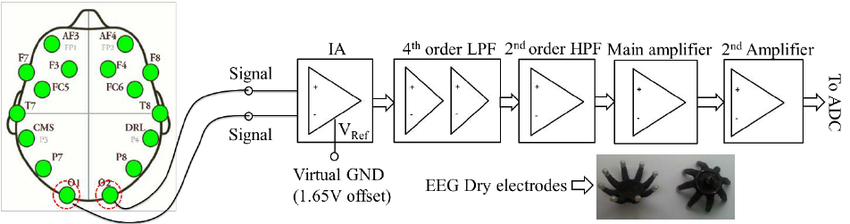 AF3 AF4
FP1 FP2
F7 F3 F4 F8
FC5 FC6
T7 T8
CMS DRL
P3 P4
P7 P8
O1 O2
Signal
Signal
IA
V_Ref
Virtual GND
(1.65V offset)
4th order LPF
2nd order HPF
Main amplifier
2nd Amplifier
To ADC
EEG Dry electrodes
+
-
+
-
+
-
+
-
+
-
+
-